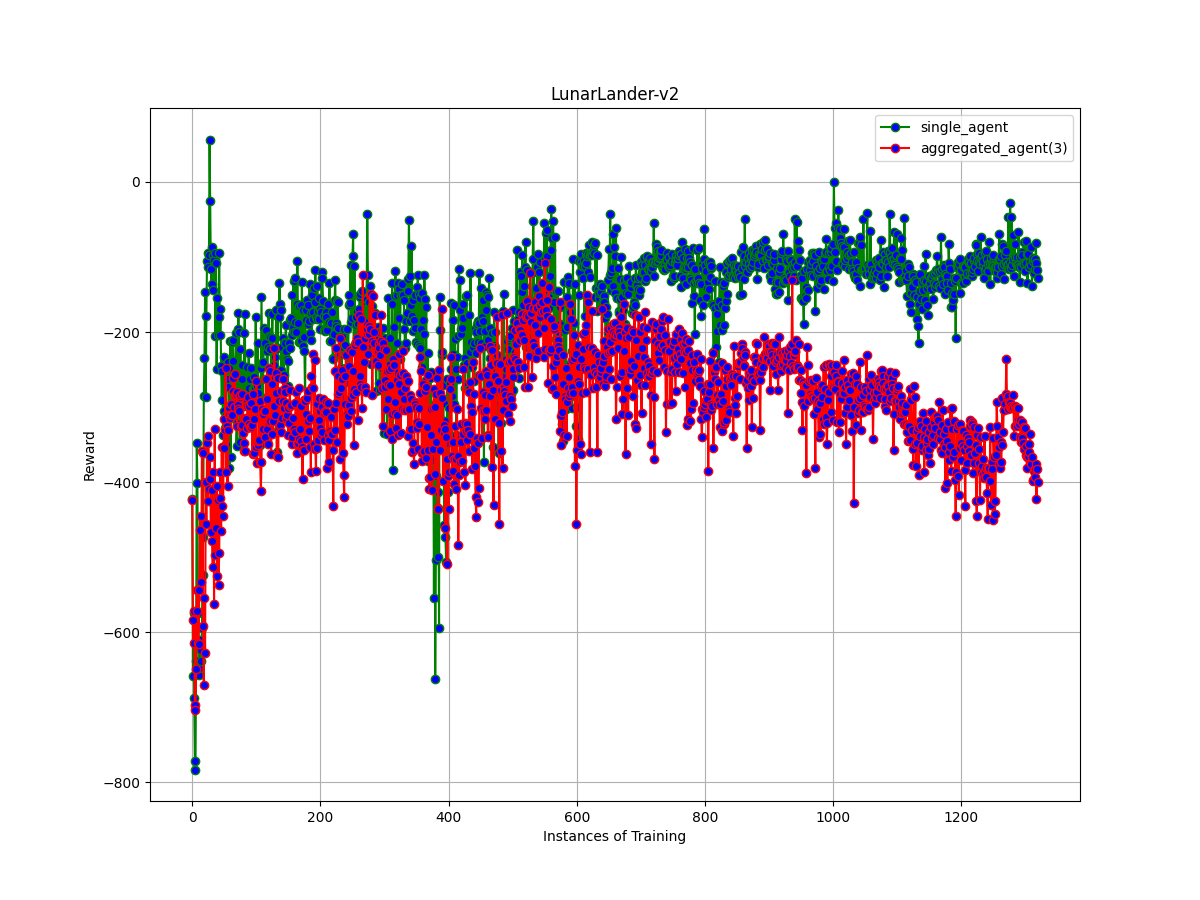 LunarLander-v2
single_agent
aggregated_agent(3)
Reward
0
−200
−400
−600
−800
0 200 400 600 800 1000 1200
Instances of Training